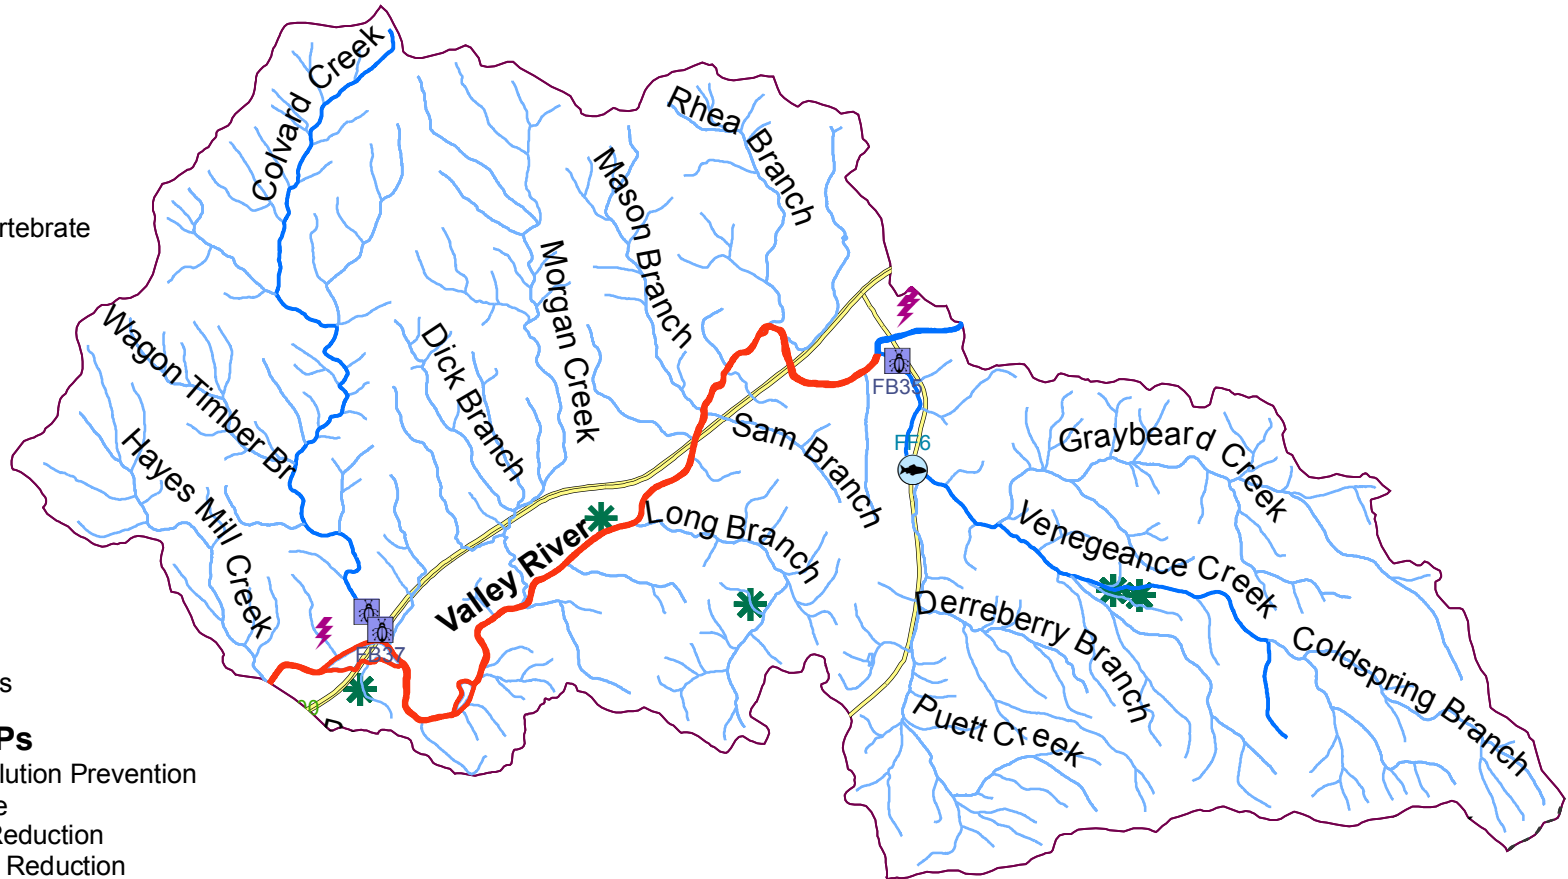 Colvard Creek
Rhea Branch
Mason Branch
rtebrate
Morgan Creek
Wagon Timber Br
Dick Branch
FB35
Sam Branch
FF6
Graybeard Creek
Hayes Mill Creek
Long Branch
Venegeance Creek
Valley River
Derreberry Branch
FB37
Coldspring Branch
s
Puett Creek
Ps
lution Prevention
e
Reduction
Reduction